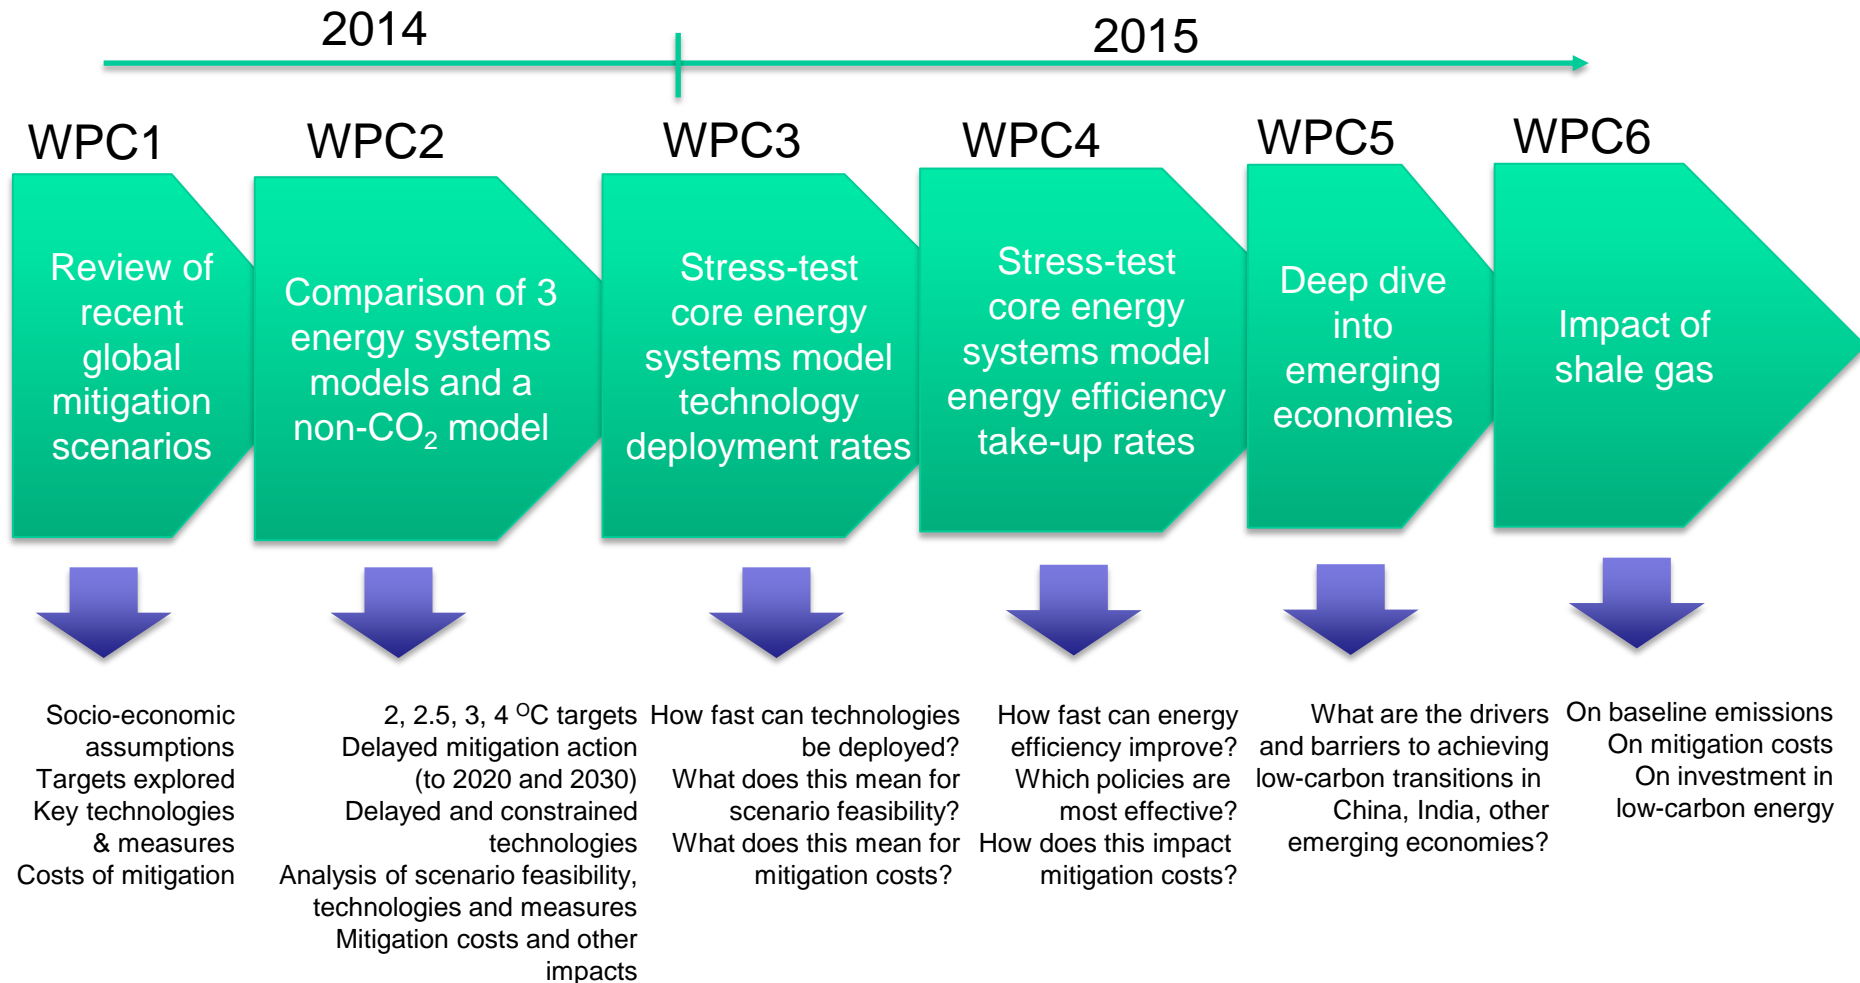 2014
2015
WPC1
WPC2
WPC3
WPC4
WPC5
WPC6
Review of
recent
global
mitigation
scenarios
Comparison of 3
energy systems
models and a
non-CO₂ model
Stress-test
core energy
systems model
technology
deployment rates
Stress-test
core energy
systems model
energy efficiency
take-up rates
Deep dive
into
emerging
economies
Impact of
shale gas
Socio-economic
assumptions
Targets explored
Key technologies
& measures
Costs of mitigation
2, 2.5, 3, 4 ᴼC targets
Delayed mitigation action
(to 2020 and 2030)
Delayed and constrained
technologies
Analysis of scenario feasibility,
technologies and measures
Mitigation costs and other
impacts
How fast can technologies
be deployed?
What does this mean for
scenario feasibility?
What does this mean for
mitigation costs?
How fast can energy
efficiency improve?
Which policies are
most effective?
How does this impact
mitigation costs?
What are the drivers
and barriers to achieving
low-carbon transitions in
China, India, other
emerging economies?
On baseline emissions
On mitigation costs
On investment in
low-carbon energy